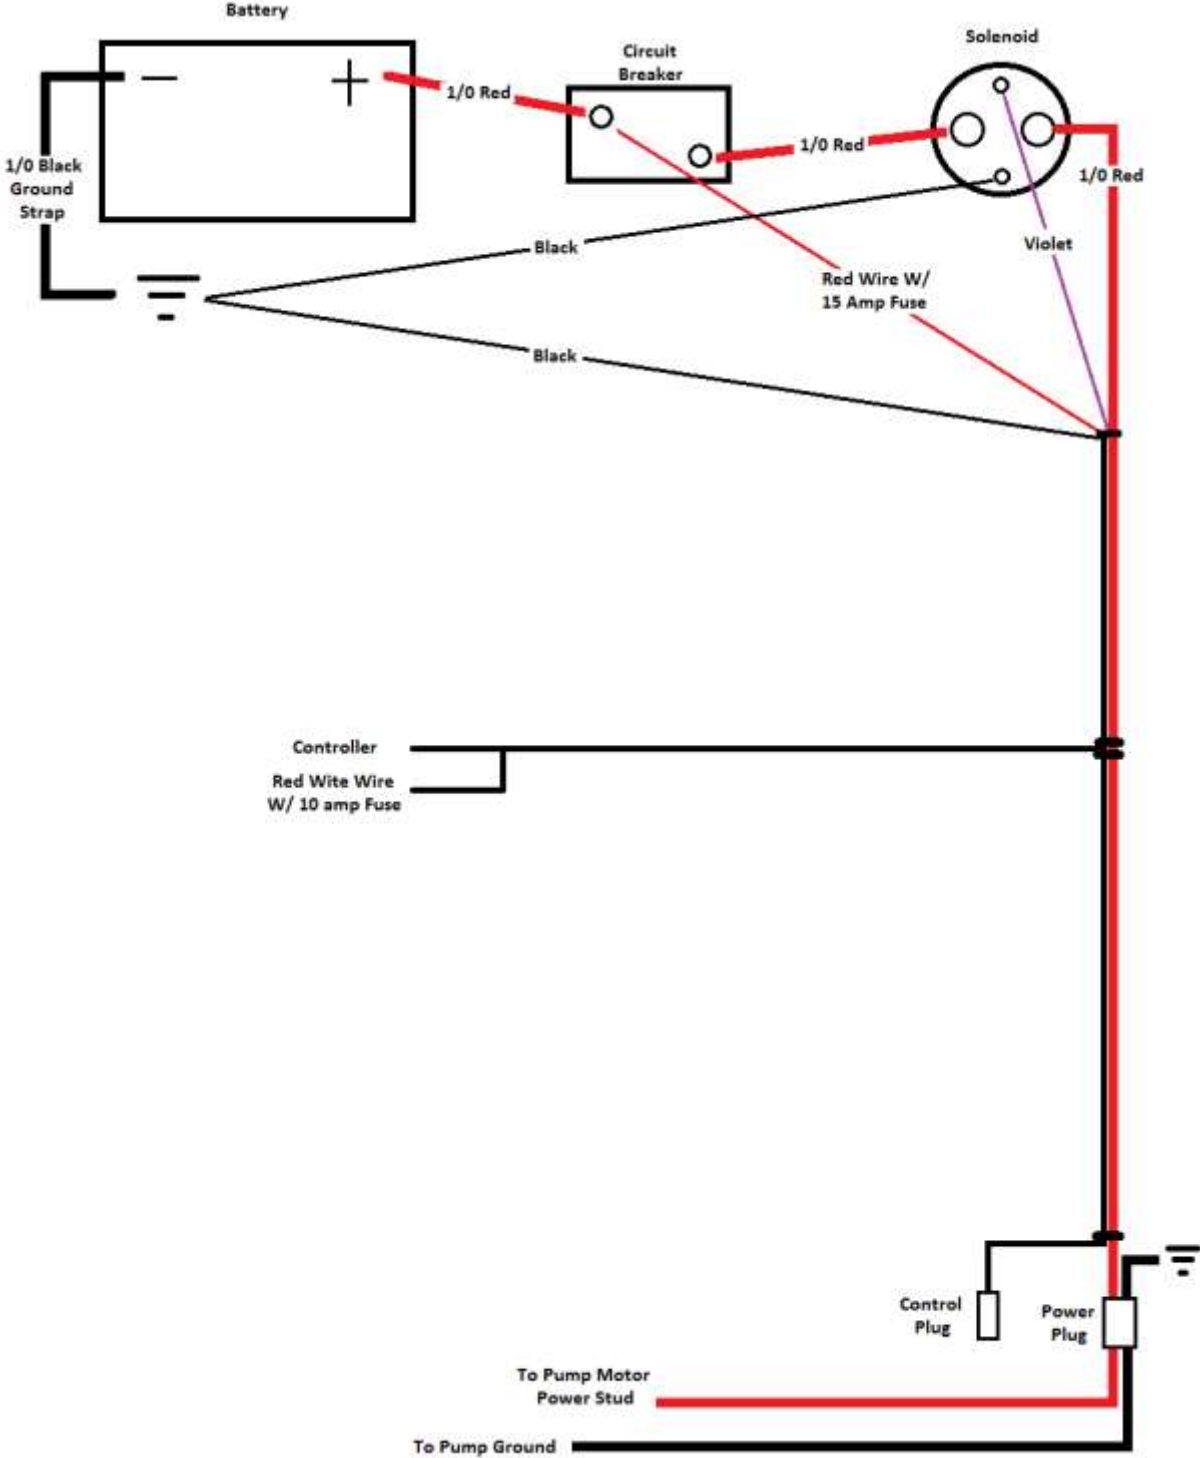 Battery
Circuit
Breaker
Solenoid
1/0 Red
1/0 Red
1/0 Red
1/0 Black
Ground
Strap
Black
Violet
Red Wire W/
15 Amp Fuse
Black
Controller
Red Wite Wire
W/ 10 amp Fuse
Control
Plug
Power
Plug
To Pump Motor
Power Stud
To Pump Ground